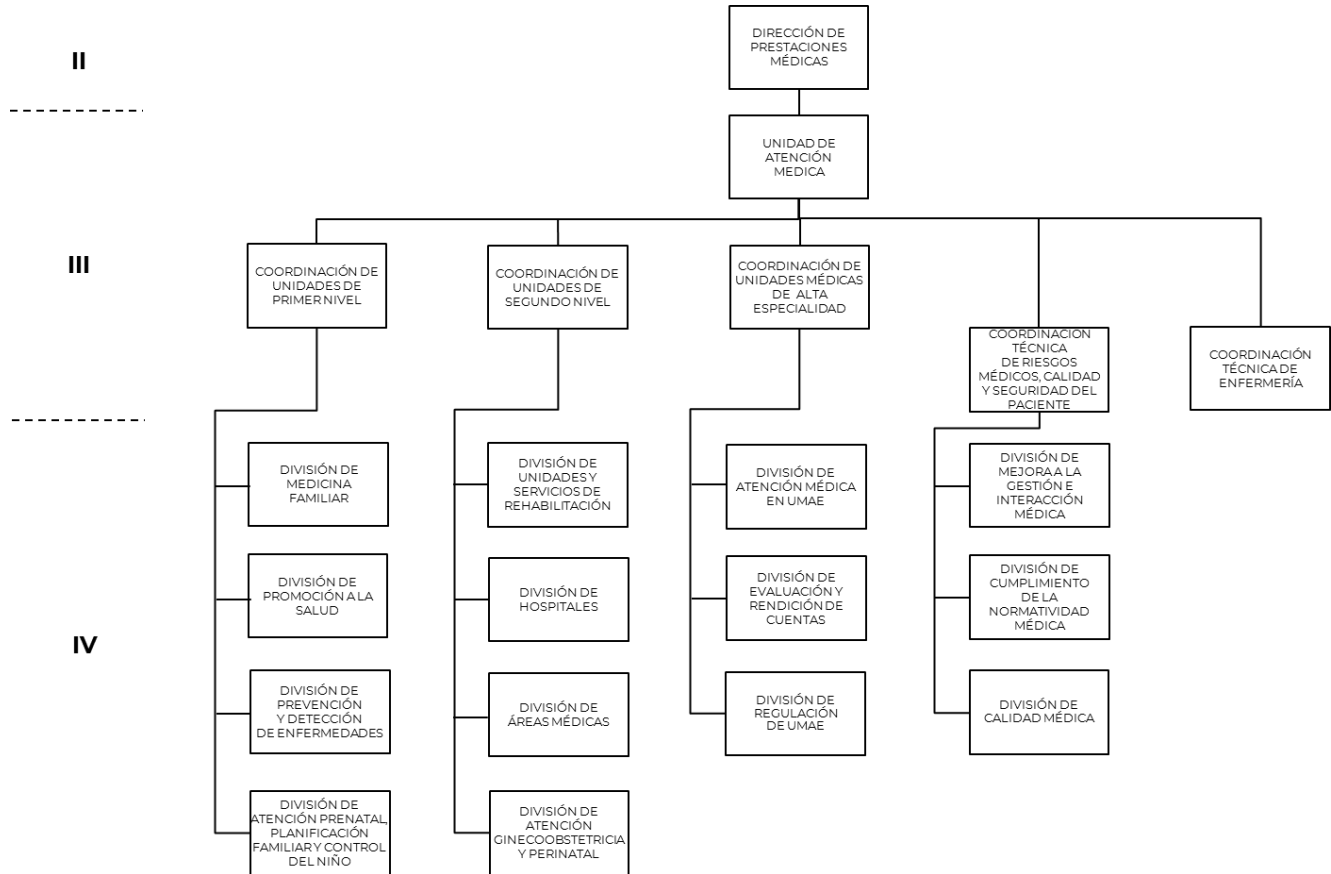 II
DIRECCIÓN DE
PRESTACIONES
MÉDICAS
UNIDAD DE
ATENCIÓN
MEDICA
III
COORDINACIÓN DE
UNIDADES DE
PRIMER NIVEL
COORDINACIÓN DE
UNIDADES DE
SEGUNDO NIVEL
COORDINACIÓN DE
UNIDADES MÉDICAS
DE ALTA
ESPECIALIDAD
COORDINACIÓN
TÉCNICA
DE RIESGOS
MÉDICOS, CALIDAD
Y SEGURIDAD DEL
PACIENTE
COORDINACIÓN
TÉCNICA DE
ENFERMERÍA
IV
DIVISIÓN DE
MEDICINA
FAMILIAR
DIVISIÓN DE
PROMOCIÓN A LA
SALUD
DIVISIÓN DE
PREVENCIÓN
Y DETECCIÓN
DE ENFERMEDADES
DIVISIÓN DE
ATENCIÓN PRENATAL,
PLANIFICACIÓN
FAMILIAR Y CONTROL
DEL NIÑO
DIVISIÓN DE
UNIDADES Y
SERVICIOS DE
REHABILITACIÓN
DIVISIÓN DE
HOSPITALES
DIVISIÓN DE
ÁREAS MÉDICAS
DIVISIÓN DE
ATENCIÓN
GINECOOBSTETRICIA
Y PERINATAL
DIVISIÓN DE
ATENCIÓN MÉDICA
EN UMAE
DIVISIÓN DE
EVALUACIÓN Y
RENDICIÓN DE
CUENTAS
DIVISIÓN DE
REGULACIÓN
DE UMAE
DIVISIÓN DE
MEJORA A LA
GESTIÓN E
INTERACCIÓN
MÉDICA
DIVISIÓN DE
CUMPLIMIENTO
DE LA
NORMATIVIDAD
MÉDICA
DIVISIÓN DE
CALIDAD MÉDICA